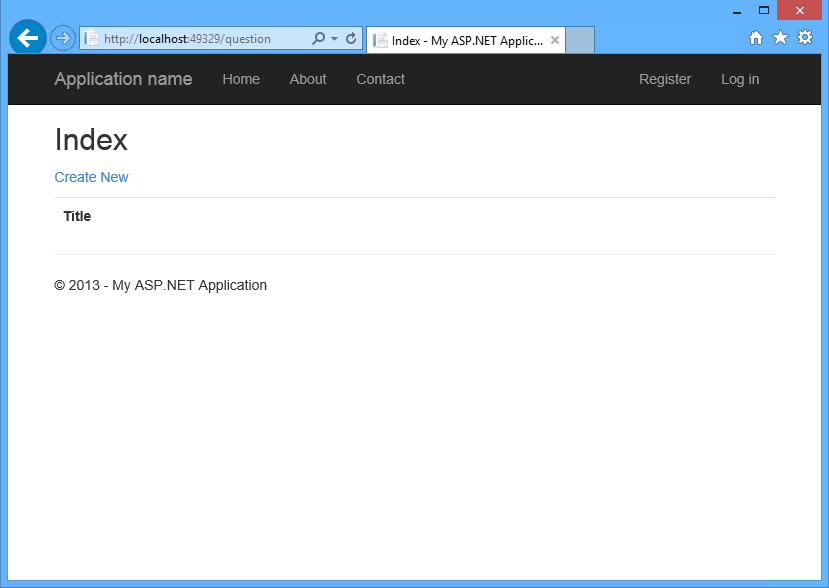 http://localhost:49329/question
Index - My ASP.NET Applic...
Application name Home About Contact Register Log in
Index
Create New
Title
© 2013 - My ASP.NET Application